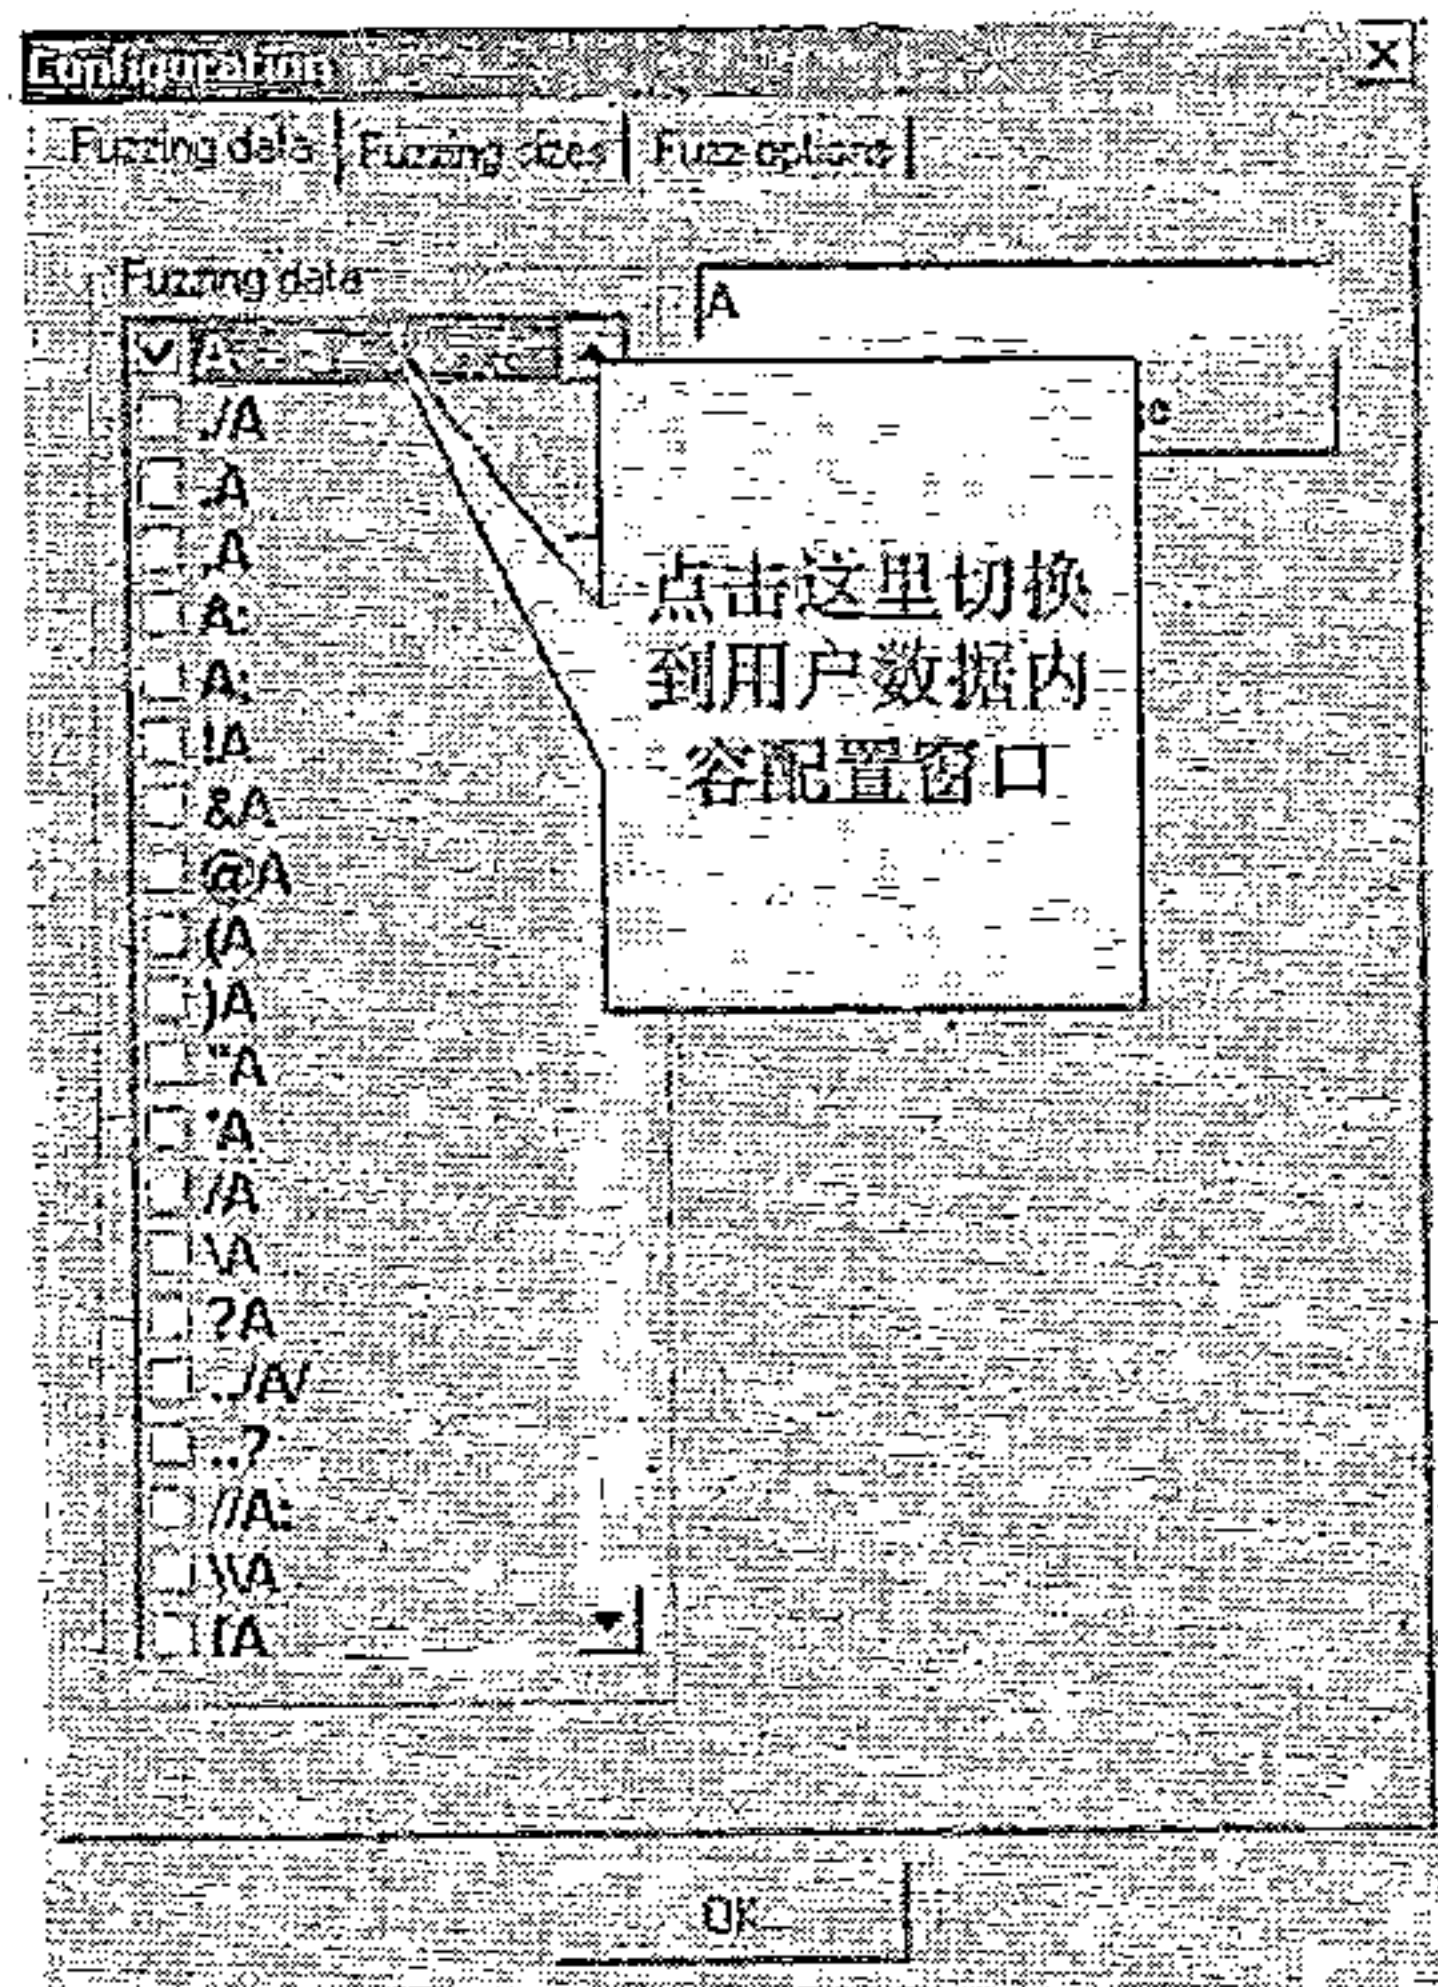 Configuration
Fuzzing data
Fuzzing sizes
Fuzz options
Fuzzing data
A
A
./A
.A
,A
A:
A;
!A
&A
@A
(A
)A
"A
*A
/A
\A
?A
../A/
..?
//A:
\\A
点击这里切换
到用户数据内
容配置窗口
OK